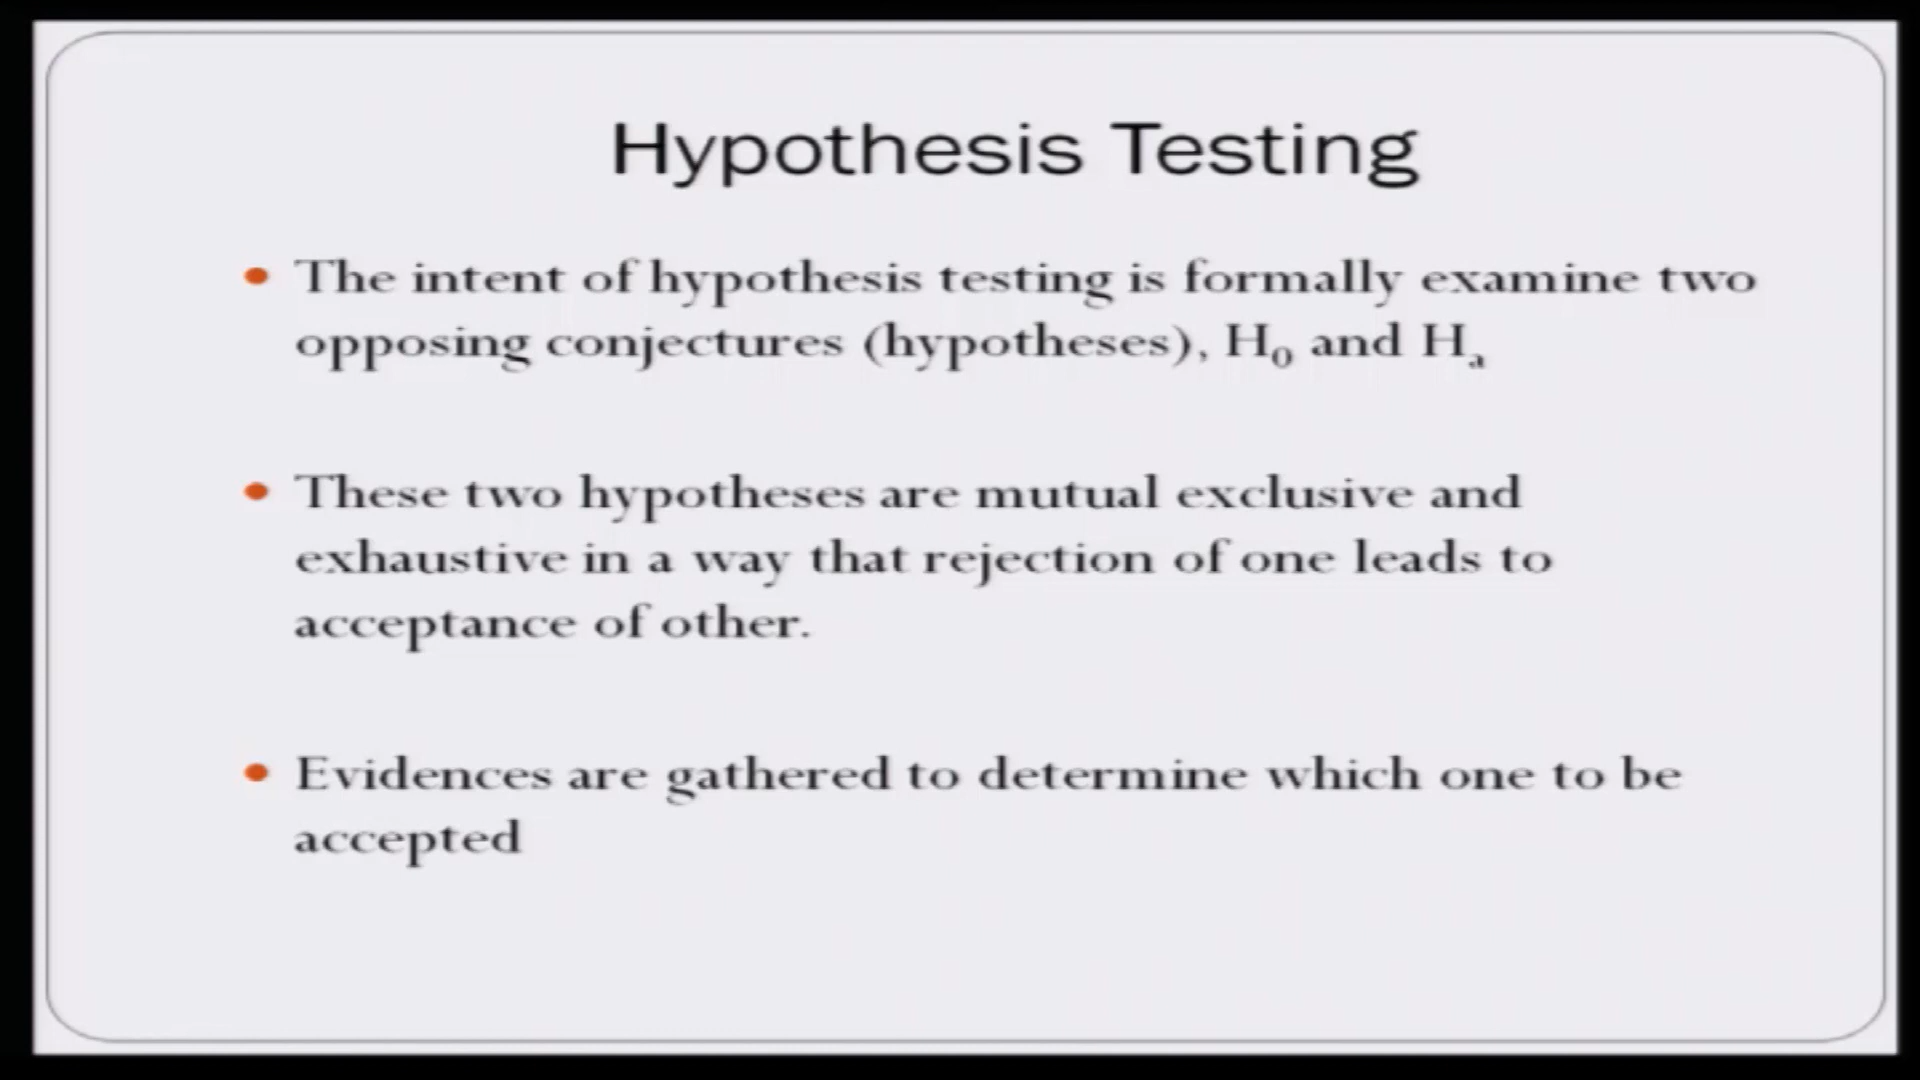 Hypothesis Testing
• The intent of hypothesis testing is formally examine two
opposing conjectures (hypotheses), H₀ and Hₐ
• These two hypotheses are mutual exclusive and
exhaustive in a way that rejection of one leads to
acceptance of other.
• Evidences are gathered to determine which one to be
accepted